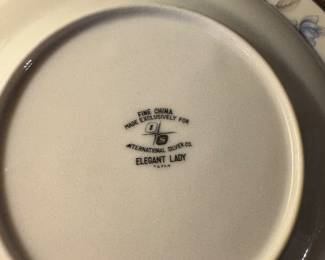 FINE CHINA
MADE EXCLUSIVELY FOR
INTERNATIONAL SILVER CO.
ELEGANT LADY
JAPAN